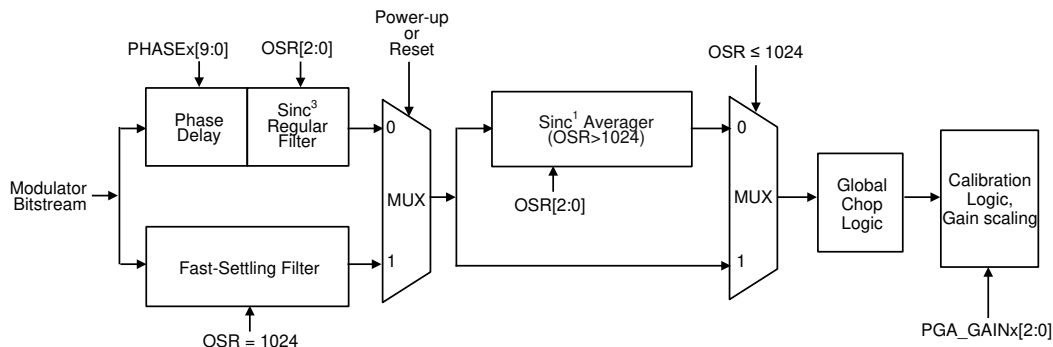 Power-up
or
Reset
PHASEx[9:0]
OSR[2:0]
OSR ≤ 1024
Phase
Delay
Sinc³
Regular
Filter
0
Sinc¹ Averager
(OSR>1024)
0
Modulator
Bitstream
MUX
OSR[2:0]
MUX
Global
Chop
Logic
Calibration
Logic,
Gain scaling
Fast-Settling Filter
1
1
OSR = 1024
PGA_GAINx[2:0]